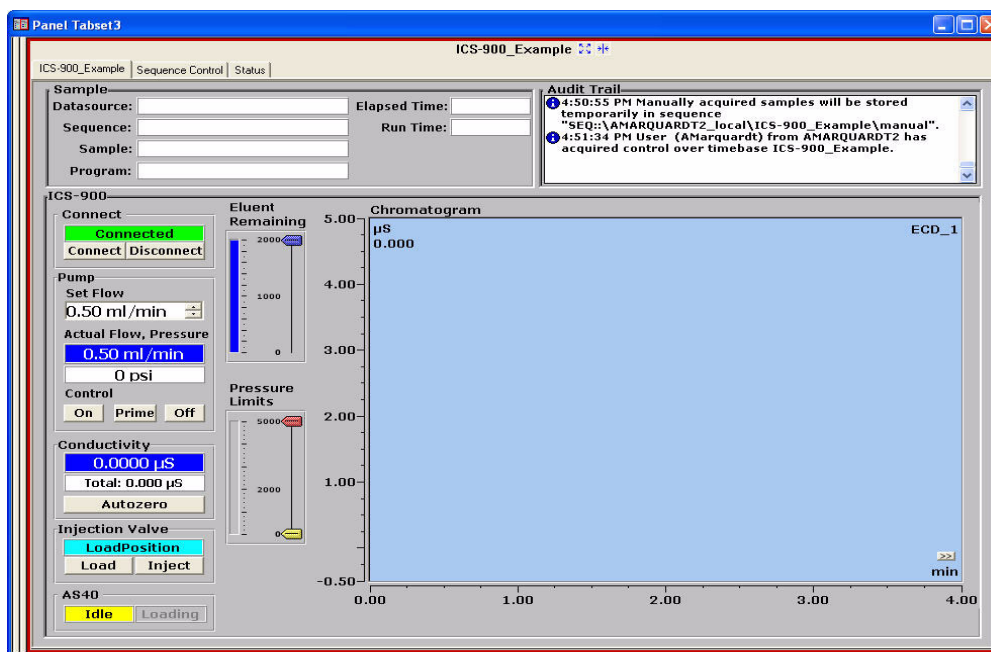 Panel Tabset3
ICS-900_Example
ICS-900_Example
Sequence Control
Status
Sample
Datasource:
Elapsed Time:
Sequence:
Run Time:
Sample:
Program:
Audit Trail
4:50:55 PM Manually acquired samples will be stored
temporarily in sequence
"SEQ::\AMARQUARDT2_local\ICS-900_Example\manual".
4:51:34 PM User (AMarquardt) from AMARQUARDT2 has
acquired control over timebase ICS-900_Example.
ICS-900
Connect
Connected
Connect
Disconnect
Pump
Set Flow
0.50 ml/min
Actual Flow, Pressure
0.50 ml/min
0 psi
Control
On
Prime
Off
Conductivity
0.0000 µS
Total: 0.000 µS
Autozero
Injection Valve
LoadPosition
Load
Inject
AS40
Idle
Loading
Eluent
Remaining
2000
1000
0
Pressure
Limits
5000
2000
0
Chromatogram
µS
0.000
ECD_1
5.00
4.00
3.00
2.00
1.00
-0.50
>>
min
0.00
1.00
2.00
3.00
4.00